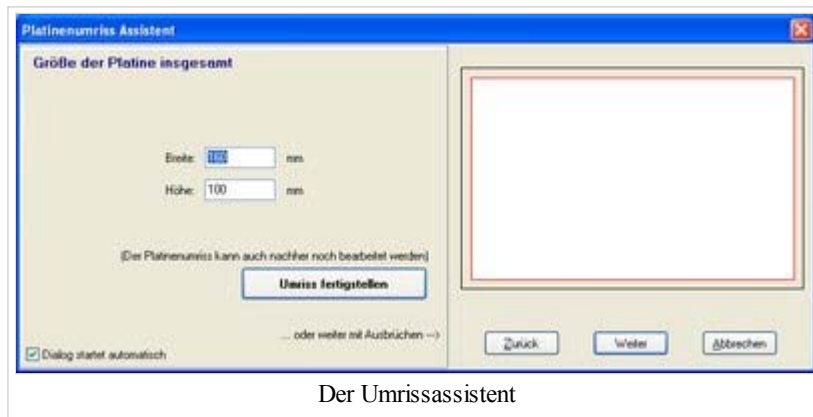 Platinenumriss Assistent
Größe der Platine insgesamt
Breite: 160 mm
Höhe: 100 mm
(Der Platinenumriss kann auch nachher noch bearbeitet werden)
Umriss fertigstellen
... oder weiter mit Ausbrüchen --->
Dialog startet automatisch
Zurück Weiter Abbrechen
Der Umrissassistent